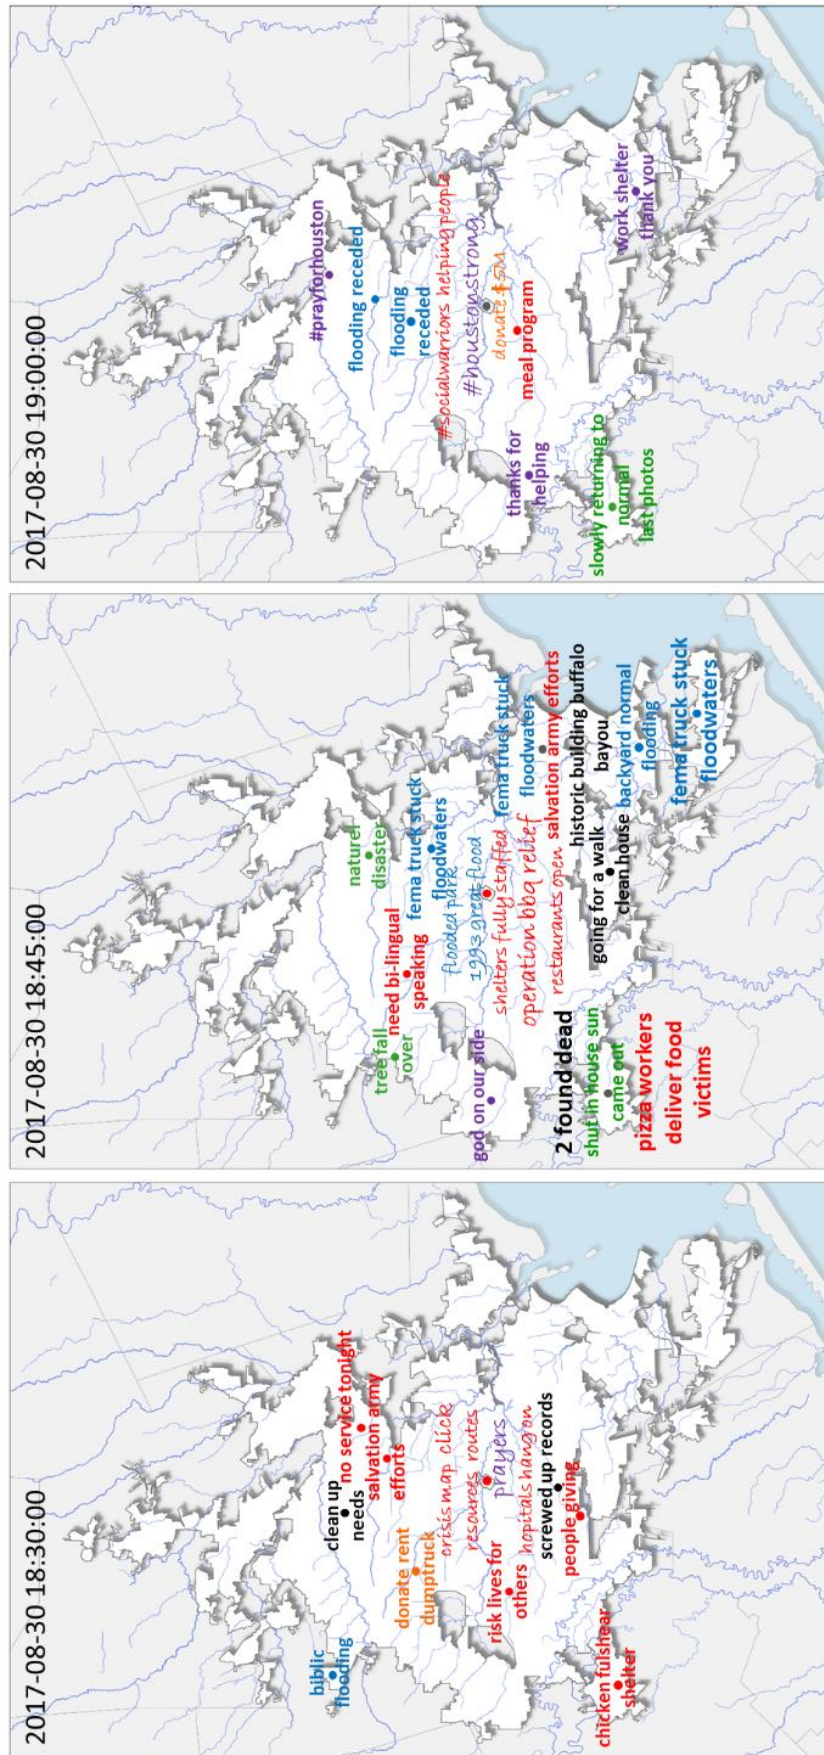 2017-08-30 18:30:00
biblic
flooding
clean up
needs
no service tonight
salvation army
efforts
donate rent
dumptruck
crisis map click
resources routes
prayers
risk lives for
others
hopitals hang on
screwed up records
people giving
chicken fulshear
shelter
2017-08-30 18:45:00
naturel
disaster
tree fall
over
need bi-lingual
speaking
fema truck stuck
floodwaters
flooded park
1993 great flood
god on our side
shelters fully staffed
fema truck stuck
floodwaters
operation bbq relief
restaurants open
salvation army efforts
2 found dead
historic building buffalo
bayou
going for a walk
clean house
shut in house sun
came out
backyard normal
flooding
pizza workers
deliver food
victims
fema truck stuck
floodwaters
2017-08-30 19:00:00
#prayforhouston
flooding receded
flooding
receded
#socialwarriors helping people
#houstonstrong
donate $5M
meal program
thanks for
helping
slowly returning to
normal
last photos
work shelter
thank you